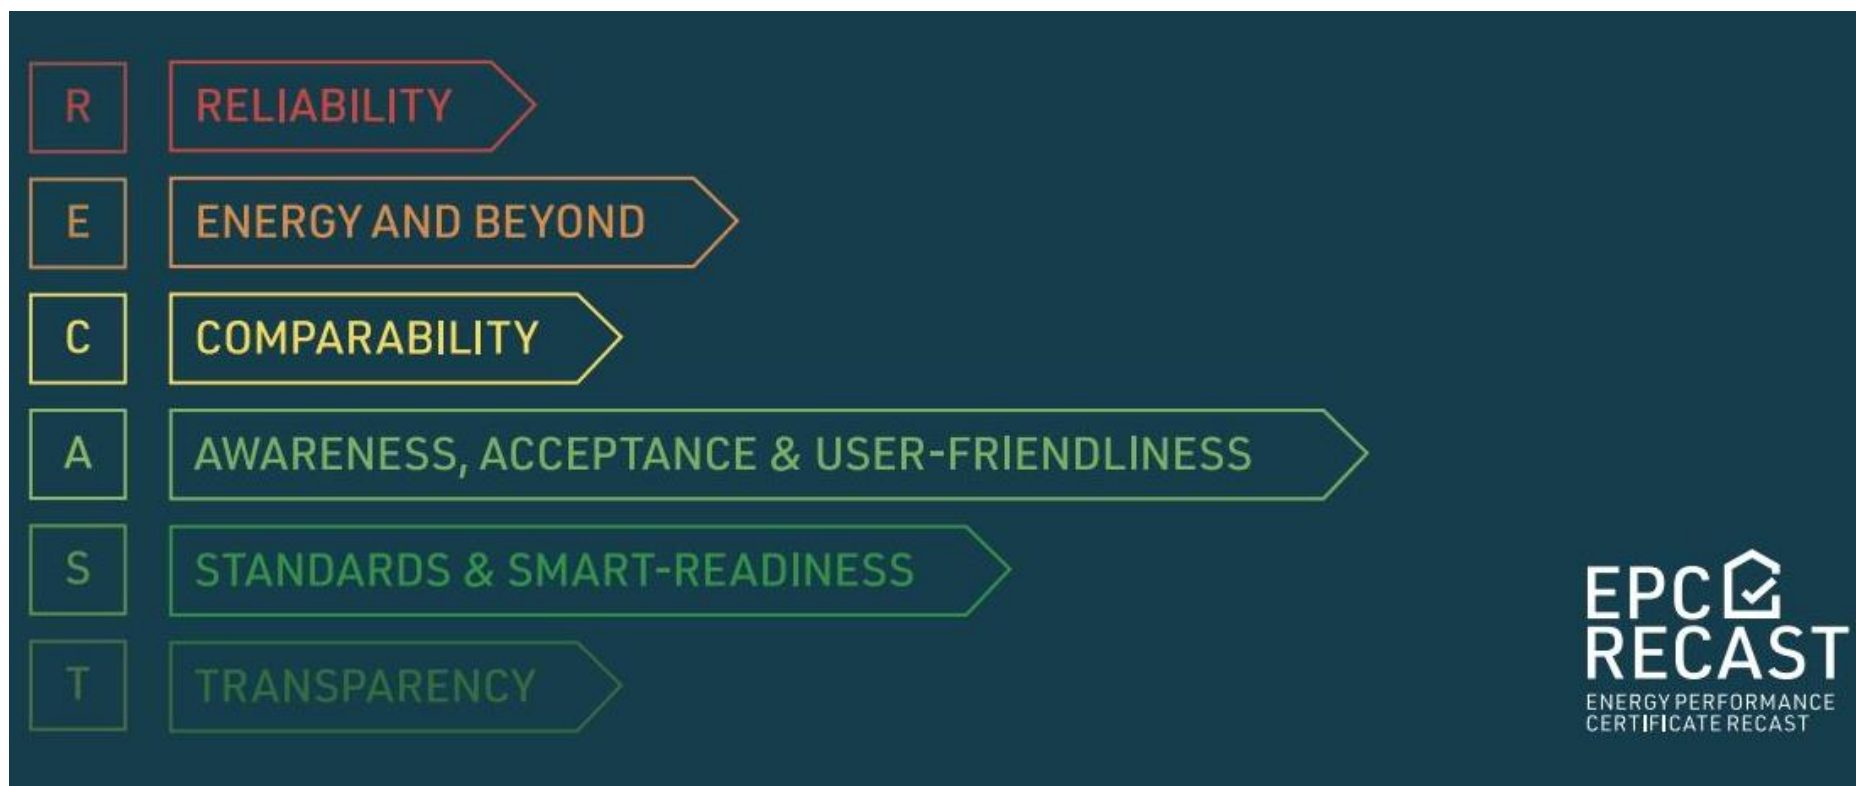 R RELIABILITY
E ENERGY AND BEYOND
C COMPARABILITY
A AWARENESS, ACCEPTANCE & USER-FRIENDLINESS
S STANDARDS & SMART-READINESS
T TRANSPARENCY
EPC
RECAST
ENERGY PERFORMANCE
CERTIFICATE RECAST